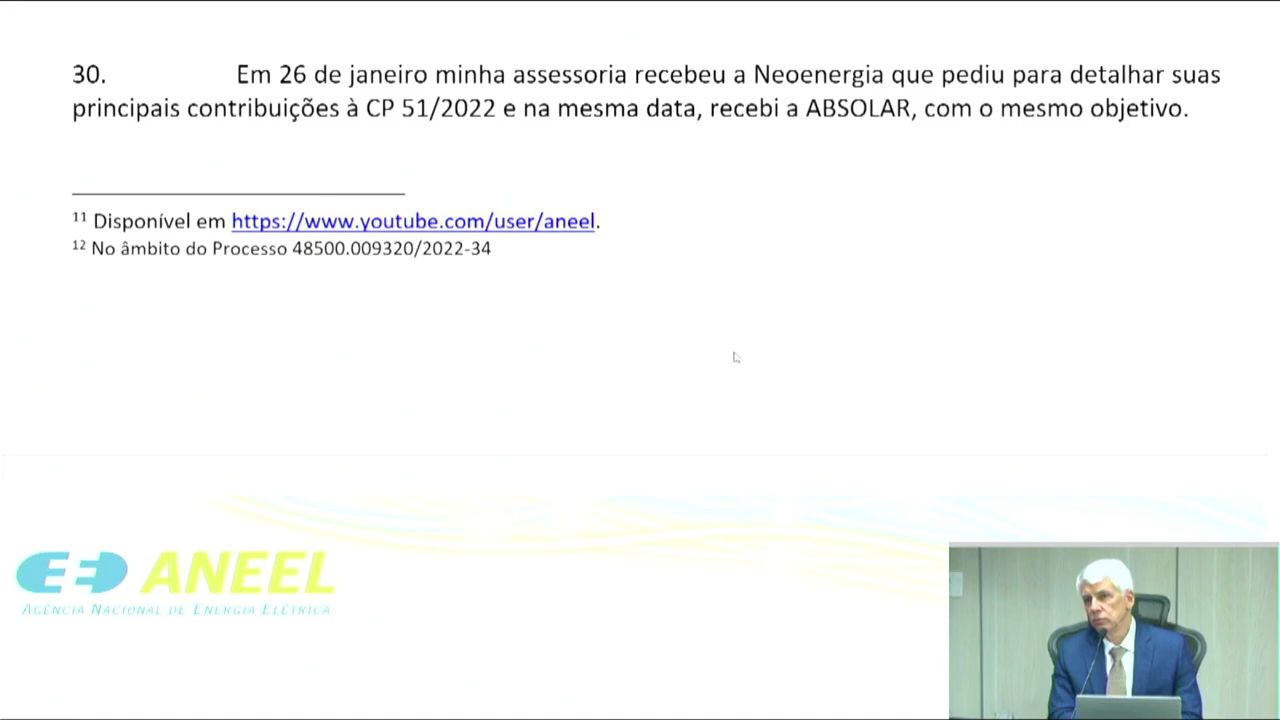 30. Em 26 de janeiro minha assessoria recebeu a Neoenergia que pediu para detalhar suas
principais contribuições à CP 51/2022 e na mesma data, recebi a ABSOLAR, com o mesmo objetivo.
11 Disponível em https://www.youtube.com/user/aneel.
12 No âmbito do Processo 48500.009320/2022-34
ANEEL
AGÊNCIA NACIONAL DE ENERGIA ELÉTRICA